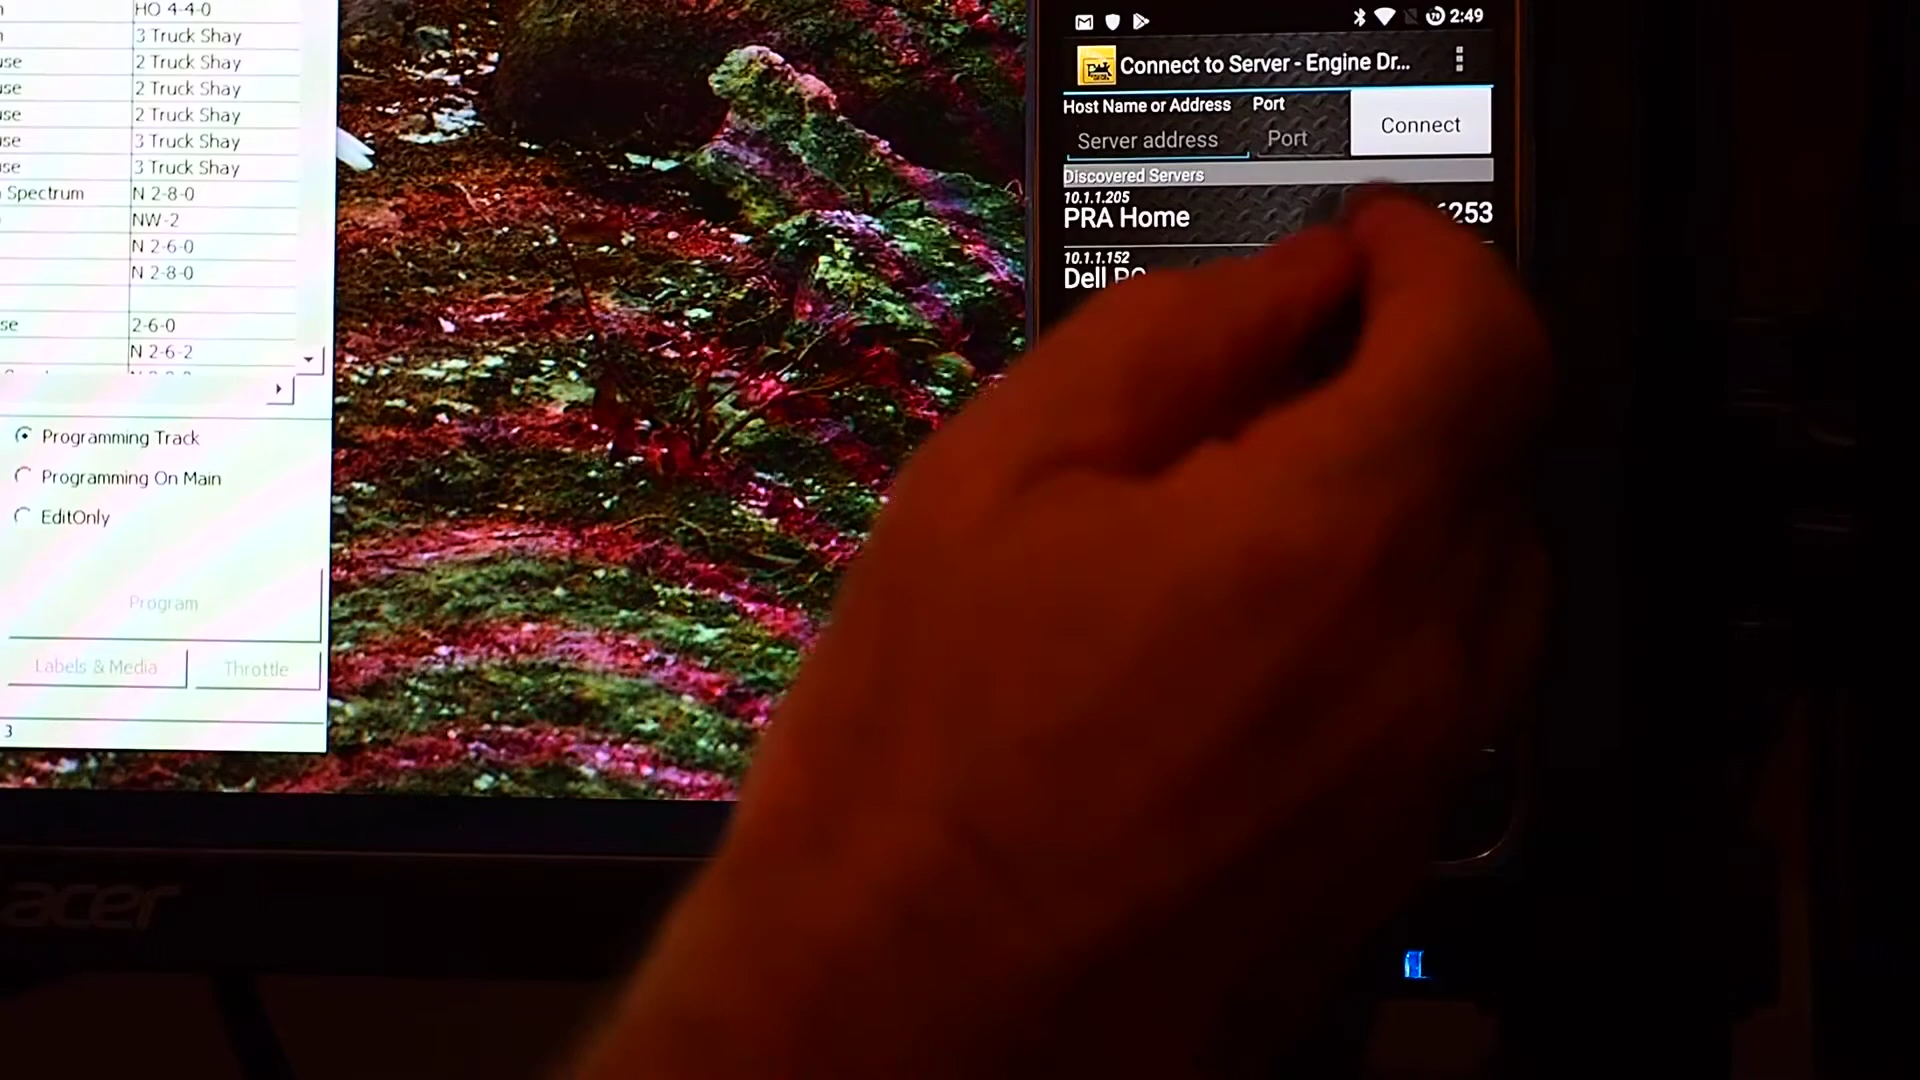 HO 4-4-0
3 Truck Shay
2 Truck Shay
2 Truck Shay
2 Truck Shay
3 Truck Shay
3 Truck Shay
Spectrum N 2-8-0
NW-2
N 2-6-0
N 2-8-0
2-6-0
N 2-6-2
Programming Track
Programming On Main
EditOnly
Program
Labels & Media Throttle
3
acer
2:49
Connect to Server - Engine Dr...
Host Name or Address Port
Server address Port Connect
Discovered Servers
10.1.1.205
PRA Home 253
10.1.1.152
Dell